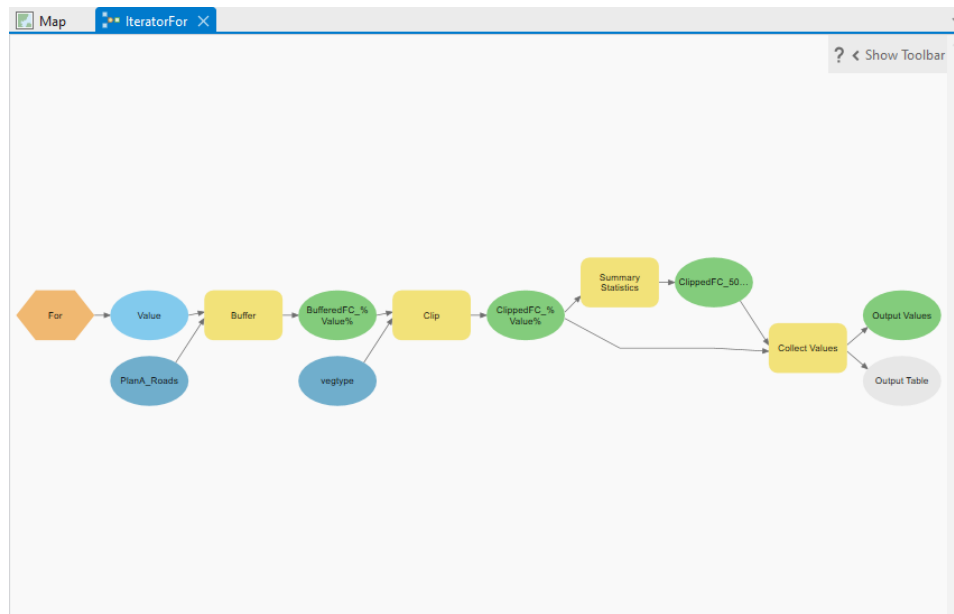 Map
IteratorFor
? < Show Toolbar
For
Value
Buffer
BufferedFC_%
Value%
Clip
ClippedFC_%
Value%
Summary
Statistics
ClippedFC_50...
Collect Values
Output Values
PlanA_Roads
vegtype
Output Table